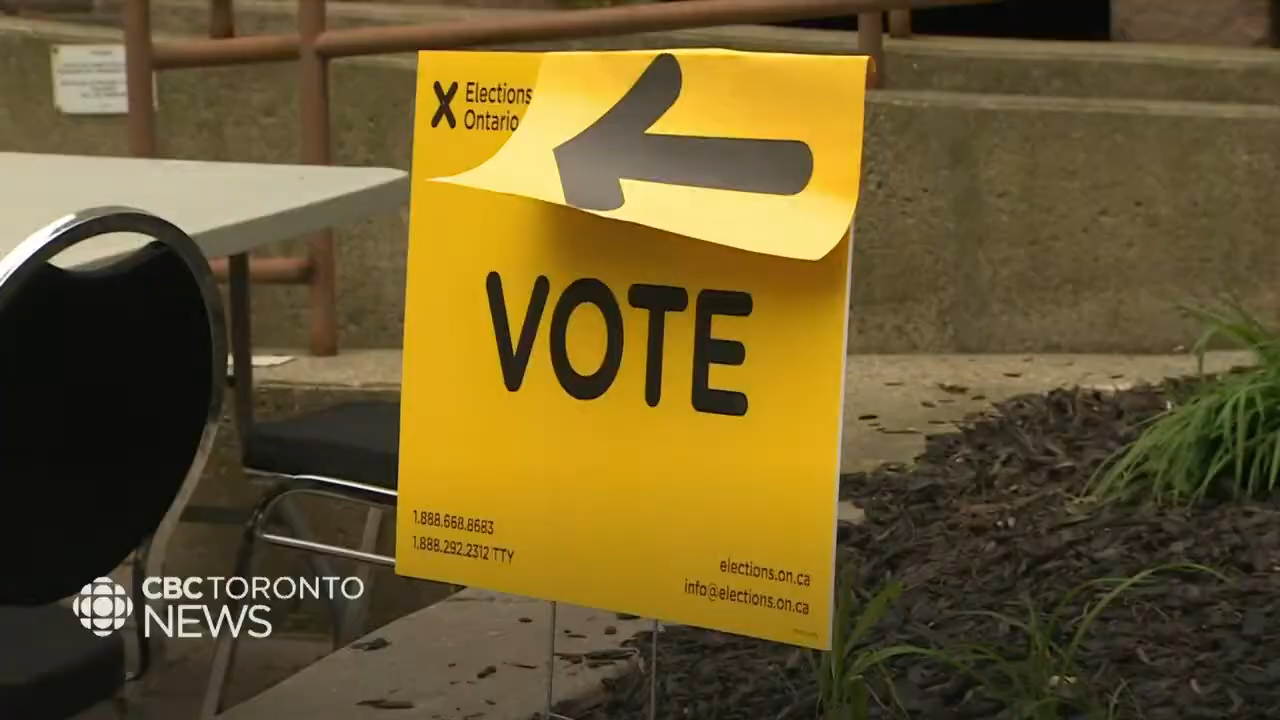 Elections
Ontario
VOTE
1.888.668.8683
1.888.292.2312 TTY
elections.on.ca
info@elections.on.ca
CBC TORONTO
NEWS